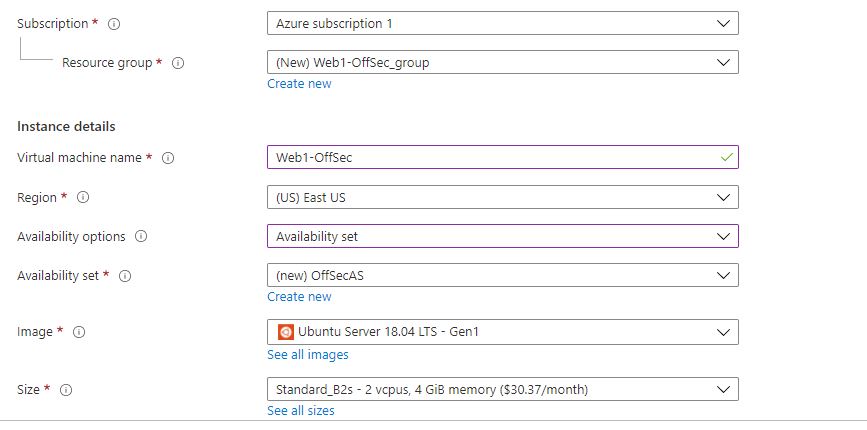 Subscription * Azure subscription 1
Resource group * (New) Web1-OffSec_group
Create new
Instance details
Virtual machine name * Web1-OffSec
Region * (US) East US
Availability options Availability set
Availability set * (new) OffSecAS
Create new
Image * Ubuntu Server 18.04 LTS - Gen1
See all images
Size * Standard_B2s - 2 vcpus, 4 GiB memory ($30.37/month)
See all sizes